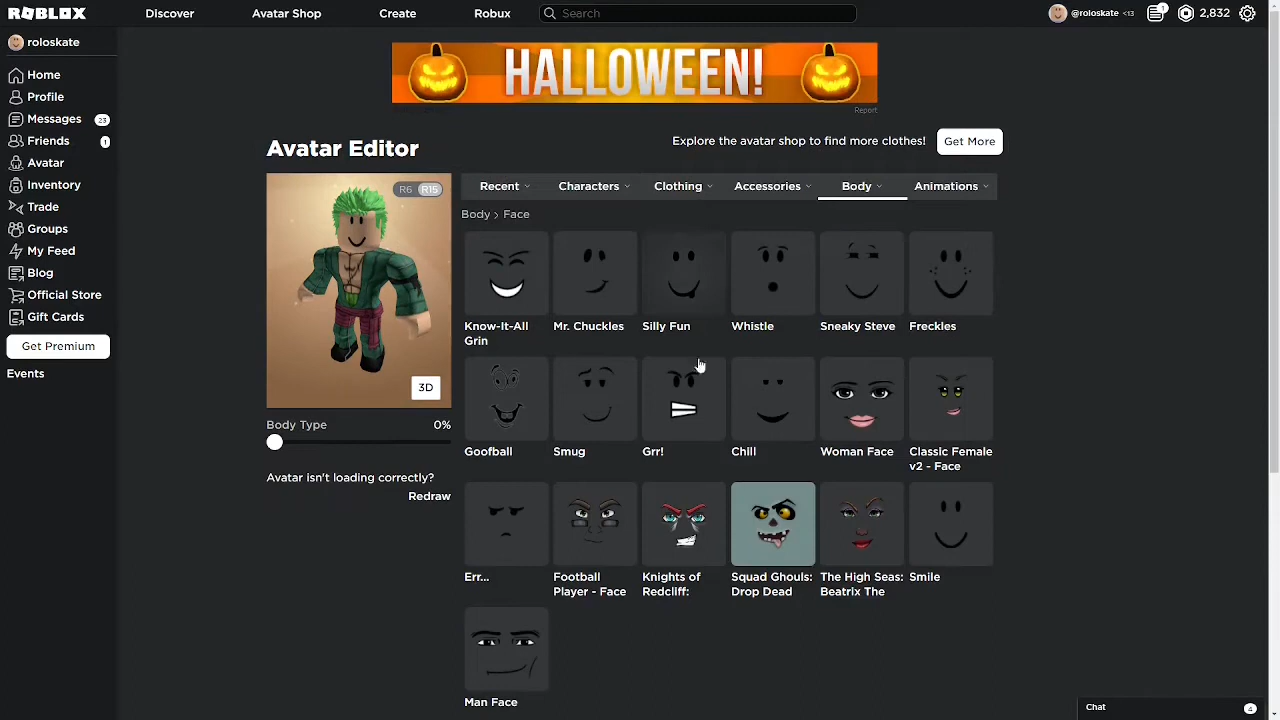 ROBLOX
Discover
Avatar Shop
Create
Robux
Search
@roloskate <13
1
2,832
roloskate
Home
Profile
Messages 23
Friends 1
Avatar
Inventory
Trade
Groups
My Feed
Blog
Official Store
Gift Cards
Get Premium
Events
HALLOWEEN!
Report
Avatar Editor
Explore the avatar shop to find more clothes!
Get More
R6 R15
3D
Body Type 0%
Avatar isn't loading correctly?
Redraw
Recent
Characters
Clothing
Accessories
Body
Animations
Body > Face
Know-It-All
Grin
Mr. Chuckles
Silly Fun
Whistle
Sneaky Steve
Freckles
Goofball
Smug
Grr!
Chill
Woman Face
Classic Female
v2 - Face
Err...
Football
Player - Face
Knights of
Redcliff:
Squad Ghouls:
Drop Dead
The High Seas:
Beatrix The
Smile
Man Face
Chat 4